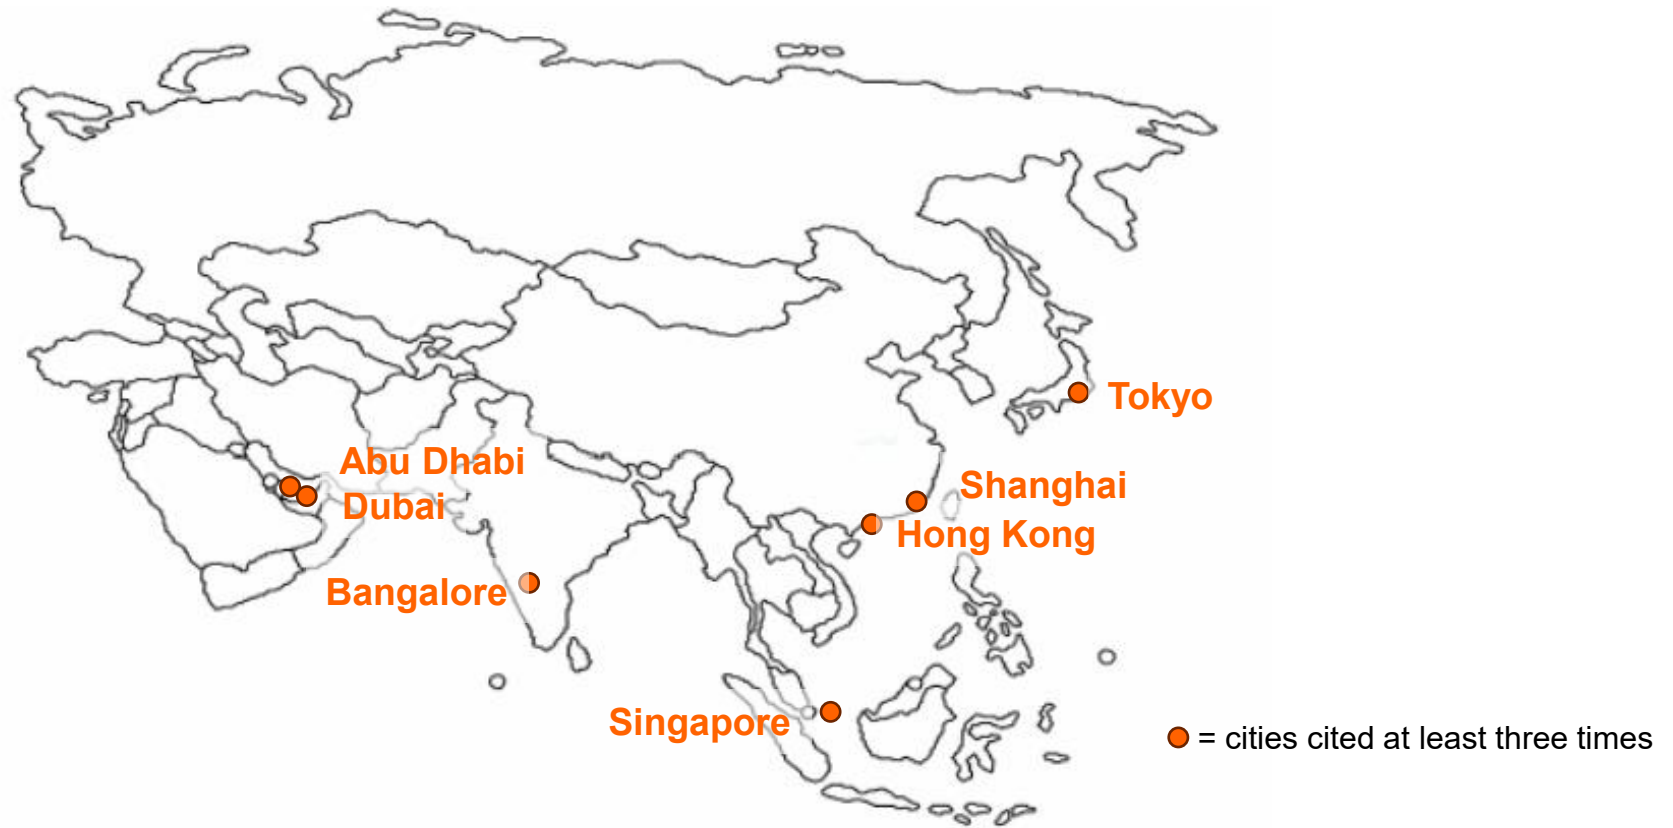 Tokyo
Abu Dhabi
Shanghai
Dubai
Hong Kong
Bangalore
Singapore
= cities cited at least three times